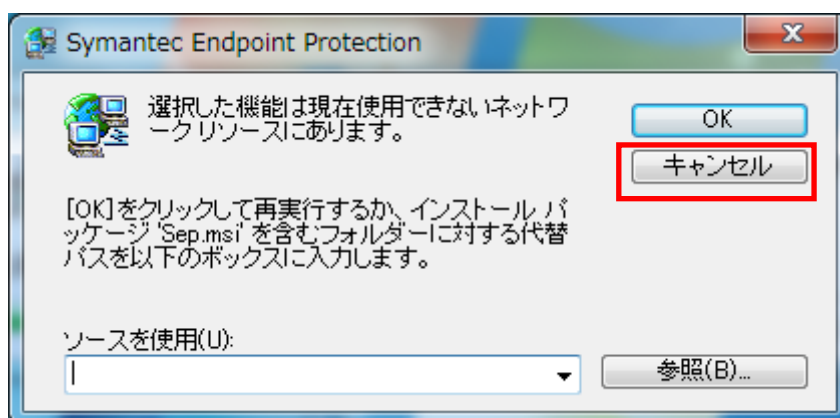 Symantec Endpoint Protection
選択した機能は現在使用できないネットワ
ーク リソースにあります。
OK
キャンセル
[OK]をクリックして再実行するか、インストール パ
ッケージ 'Sep.msi' を含むフォルダーに対する代替
パスを以下のボックスに入力します。
ソースを使用(U):
参照(B)...